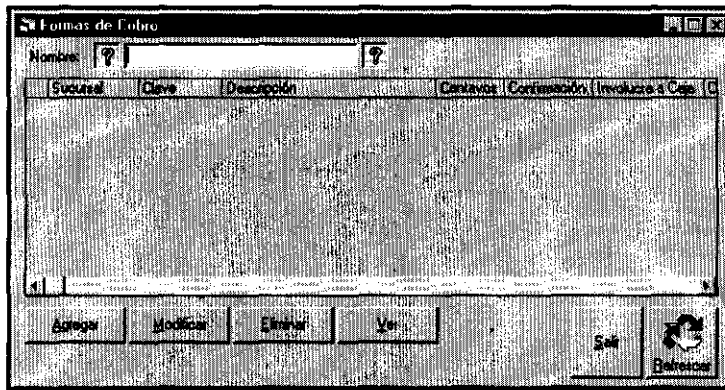 Formas de Cobro
Nombre: ? ?
Sucursal Clave Descripción Centavos Confirmación Involucra a Caja C
Agregar Modificar Eliminar Ver Salir Refrescar